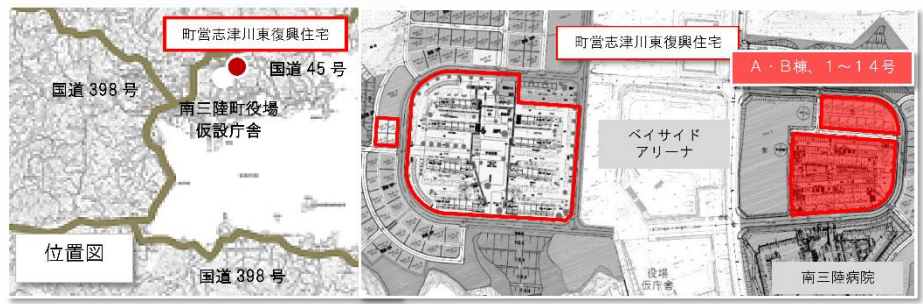 町営志津川東復興住宅
国道 45 号
国道 398 号
南三陸町役場
仮設庁舎
位置図
国道 398 号
町営志津川東復興住宅
A・B棟、1～14号
ベイサイド
アリーナ
役場
仮庁舎
南三陸病院